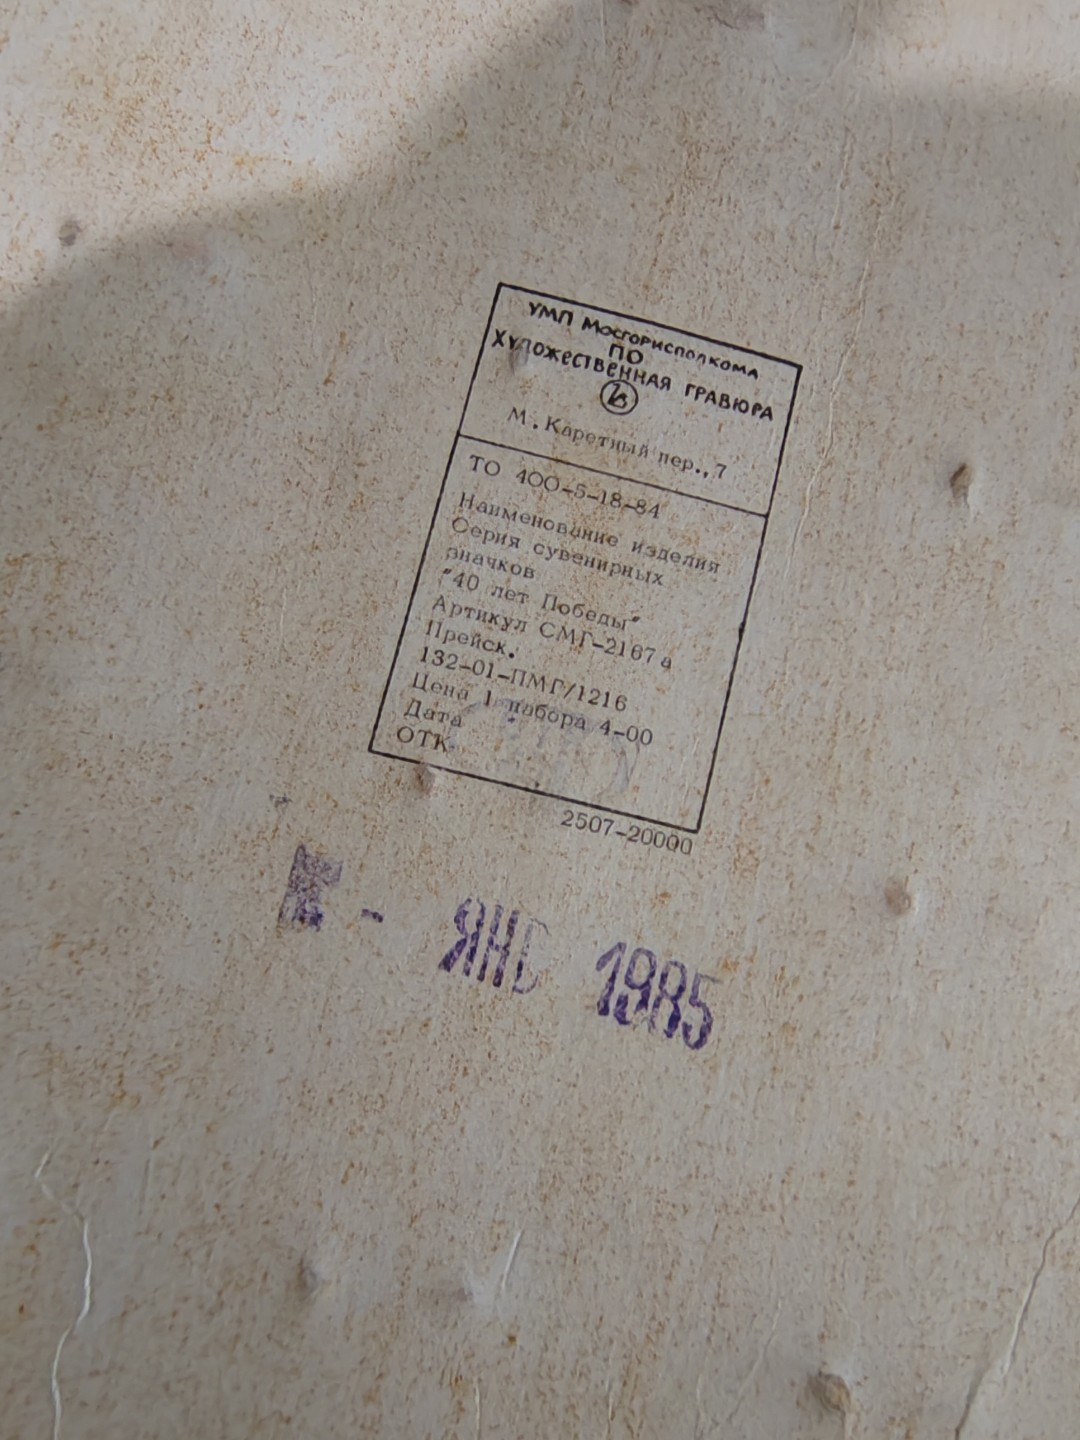 УМП Мосгорисполкома
ПО
Художественная гравюра
М. Каретный пер., 7
ТО 400-5-18-84
Наименование изделия
Серия сувенирных
значков
"40 лет Победы"
Артикул СМГ-2167а
Прейск.
132-01-ПМГ/1216
Цена 1 набора 4-00
Дата
ОТК
2507-20000
- ЯНВ 1985